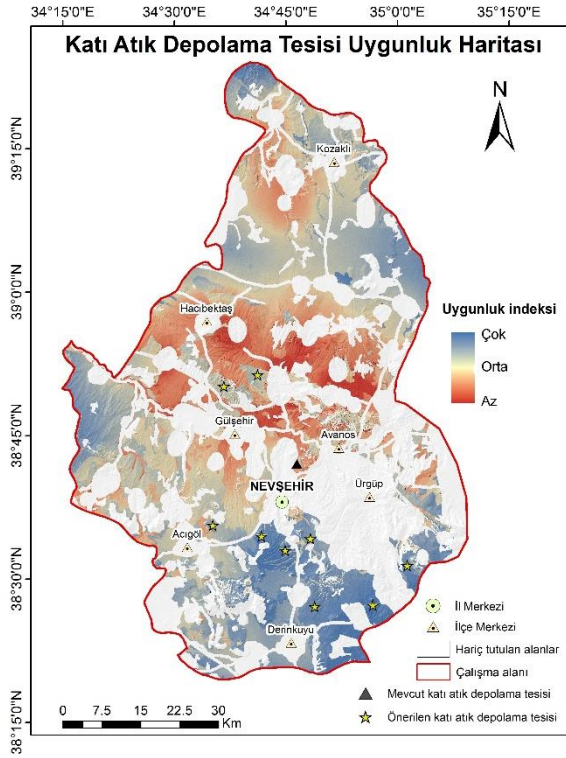 34°15'0"E 34°30'0"E 34°45'0"E 35°0'0"E 35°15'0"E
Katı Atık Depolama Tesisi Uygunluk Haritası
N
39°15'0"N
Kozaklı
39°0'0"N
Hacıbektaş
Uygunluk indeksi
Çok
Orta
Az
38°45'0"N
Gülşehir
Avanos
NEVŞEHİR
Ürgüp
Acıgöl
38°30'0"N
Derinkuyu
İl Merkezi
İlçe Merkezi
Hariç tutulan alanlar
Çalışma alanı
Mevcut katı atık depolama tesisi
Önerilen katı atık depolama tesisi
0 7.5 15 22.5 30
Km
38°15'0"N